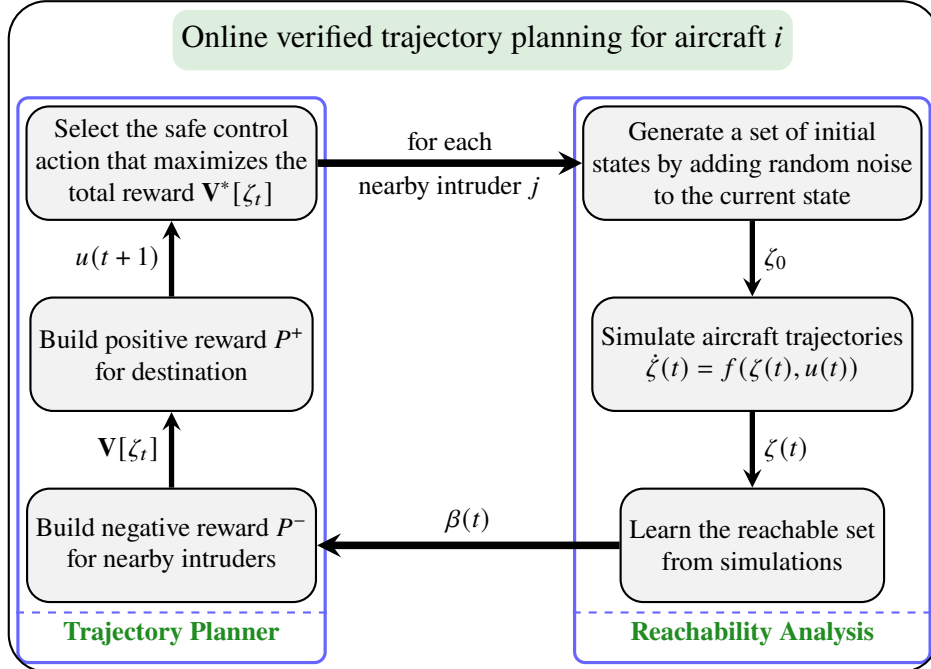 Online verified trajectory planning for aircraft i
Select the safe control
action that maximizes the
total reward V*[ζₜ]
for each
nearby intruder j
Generate a set of initial
states by adding random noise
to the current state
u(t + 1)
ζ₀
Build positive reward P⁺
for destination
Simulate aircraft trajectories
ζ̇(t) = f(ζ(t), u(t))
V[ζₜ]
ζ(t)
Build negative reward P⁻
for nearby intruders
β(t)
Learn the reachable set
from simulations
Trajectory Planner
Reachability Analysis